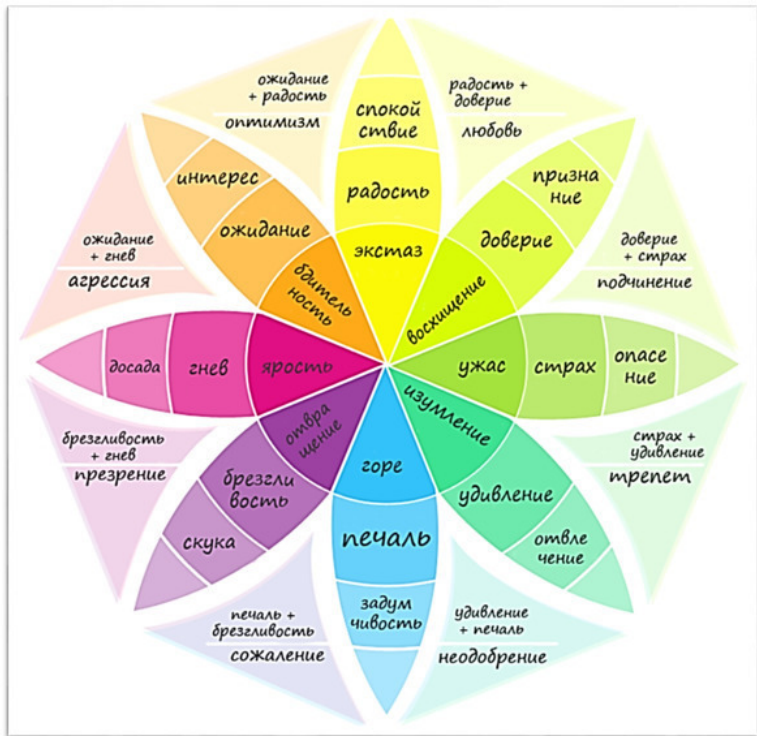 ожидание
+ радость
оптимизм
радость +
доверие
любовь
спокой
ствие
радость
экстаз
интерес
ожидание
бдитель
ность
призна
ние
доверие
восхищение
ожидание
+ гнев
агрессия
доверие
+ страх
подчинение
досада
гнев
ярость
ужас
страх
опасе
ние
отвра
щение
брезгли
вость
скука
горе
печаль
задум
чивость
изумление
удивление
отвле
чение
брезгливость
+ гнев
презрение
страх +
удивление
трепет
печаль +
брезгливость
сожаление
удивление
+ печаль
неодобрение